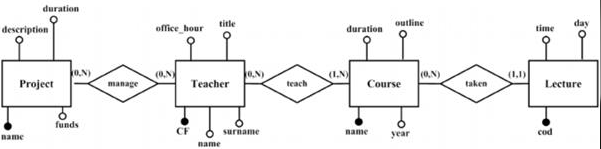 duration
description
office_hour
title
duration
outline
time
day
Project
(0,N)
manage
(0,N)
Teacher
(0,N)
teach
(1,N)
Course
(0,N)
taken
(1,1)
Lecture
name
funds
CF
name
surname
name
year
cod